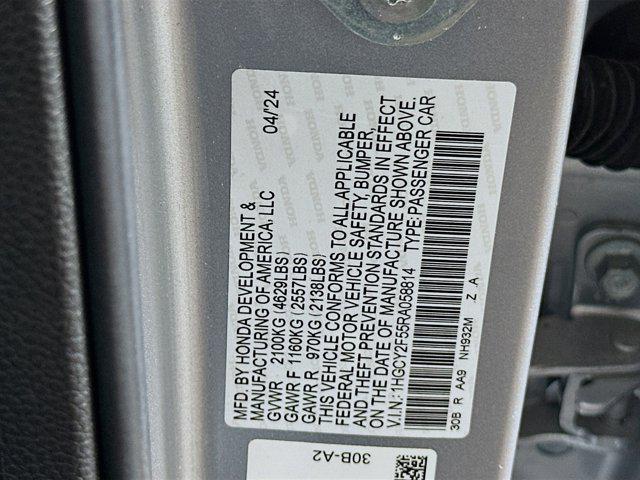 MFD. BY HONDA DEVELOPMENT &
MANUFACTURING OF AMERICA, LLC 04/'24
GVWR 2100KG (4629LBS)
GAWR F 1160KG (2557LBS)
GAWR R 970KG (2138LBS)
THIS VEHICLE CONFORMS TO ALL APPLICABLE
FEDERAL MOTOR VEHICLE SAFETY, BUMPER,
AND THEFT PREVENTION STANDARDS IN EFFECT
ON THE DATE OF MANUFACTURE SHOWN ABOVE.
V.I.N.: 1HGCY2F55RA059814 TYPE: PASSENGER CAR
30B R AA9 NH932M Z A
30B-A2